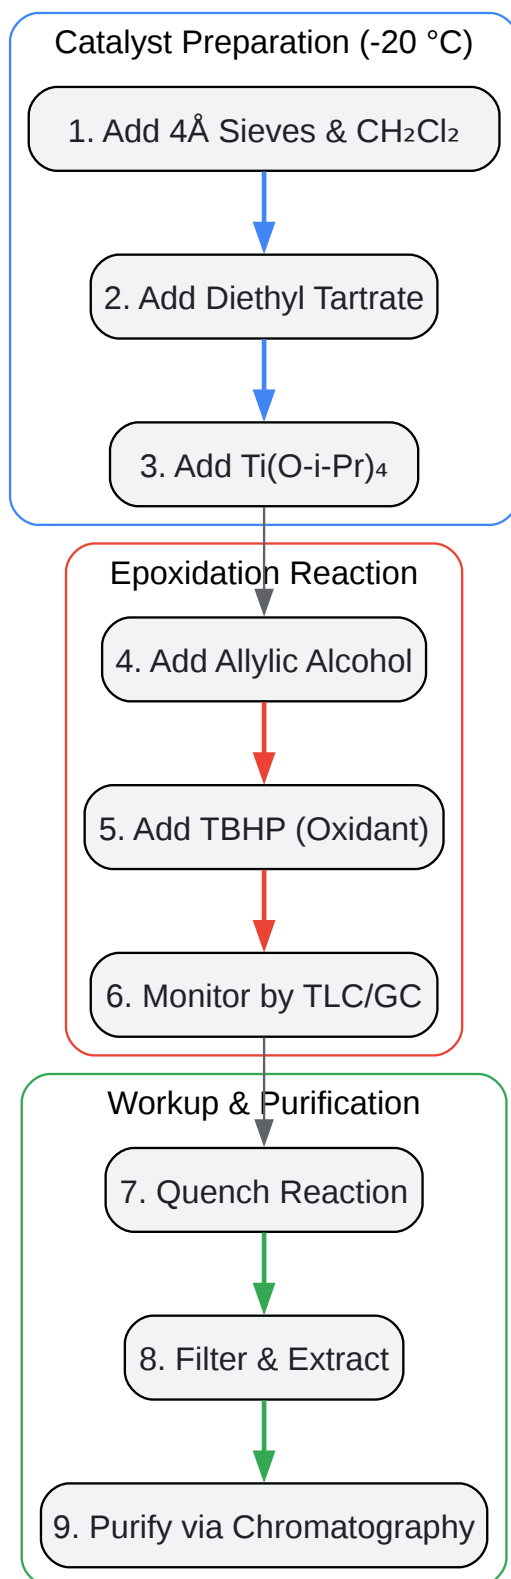 Catalyst Preparation (-20 °C)
1. Add 4Å Sieves & CH₂Cl₂
2. Add Diethyl Tartrate
3. Add Ti(O-i-Pr)₄
Epoxidation Reaction
4. Add Allylic Alcohol
5. Add TBHP (Oxidant)
6. Monitor by TLC/GC
Workup & Purification
7. Quench Reaction
8. Filter & Extract
9. Purify via Chromatography